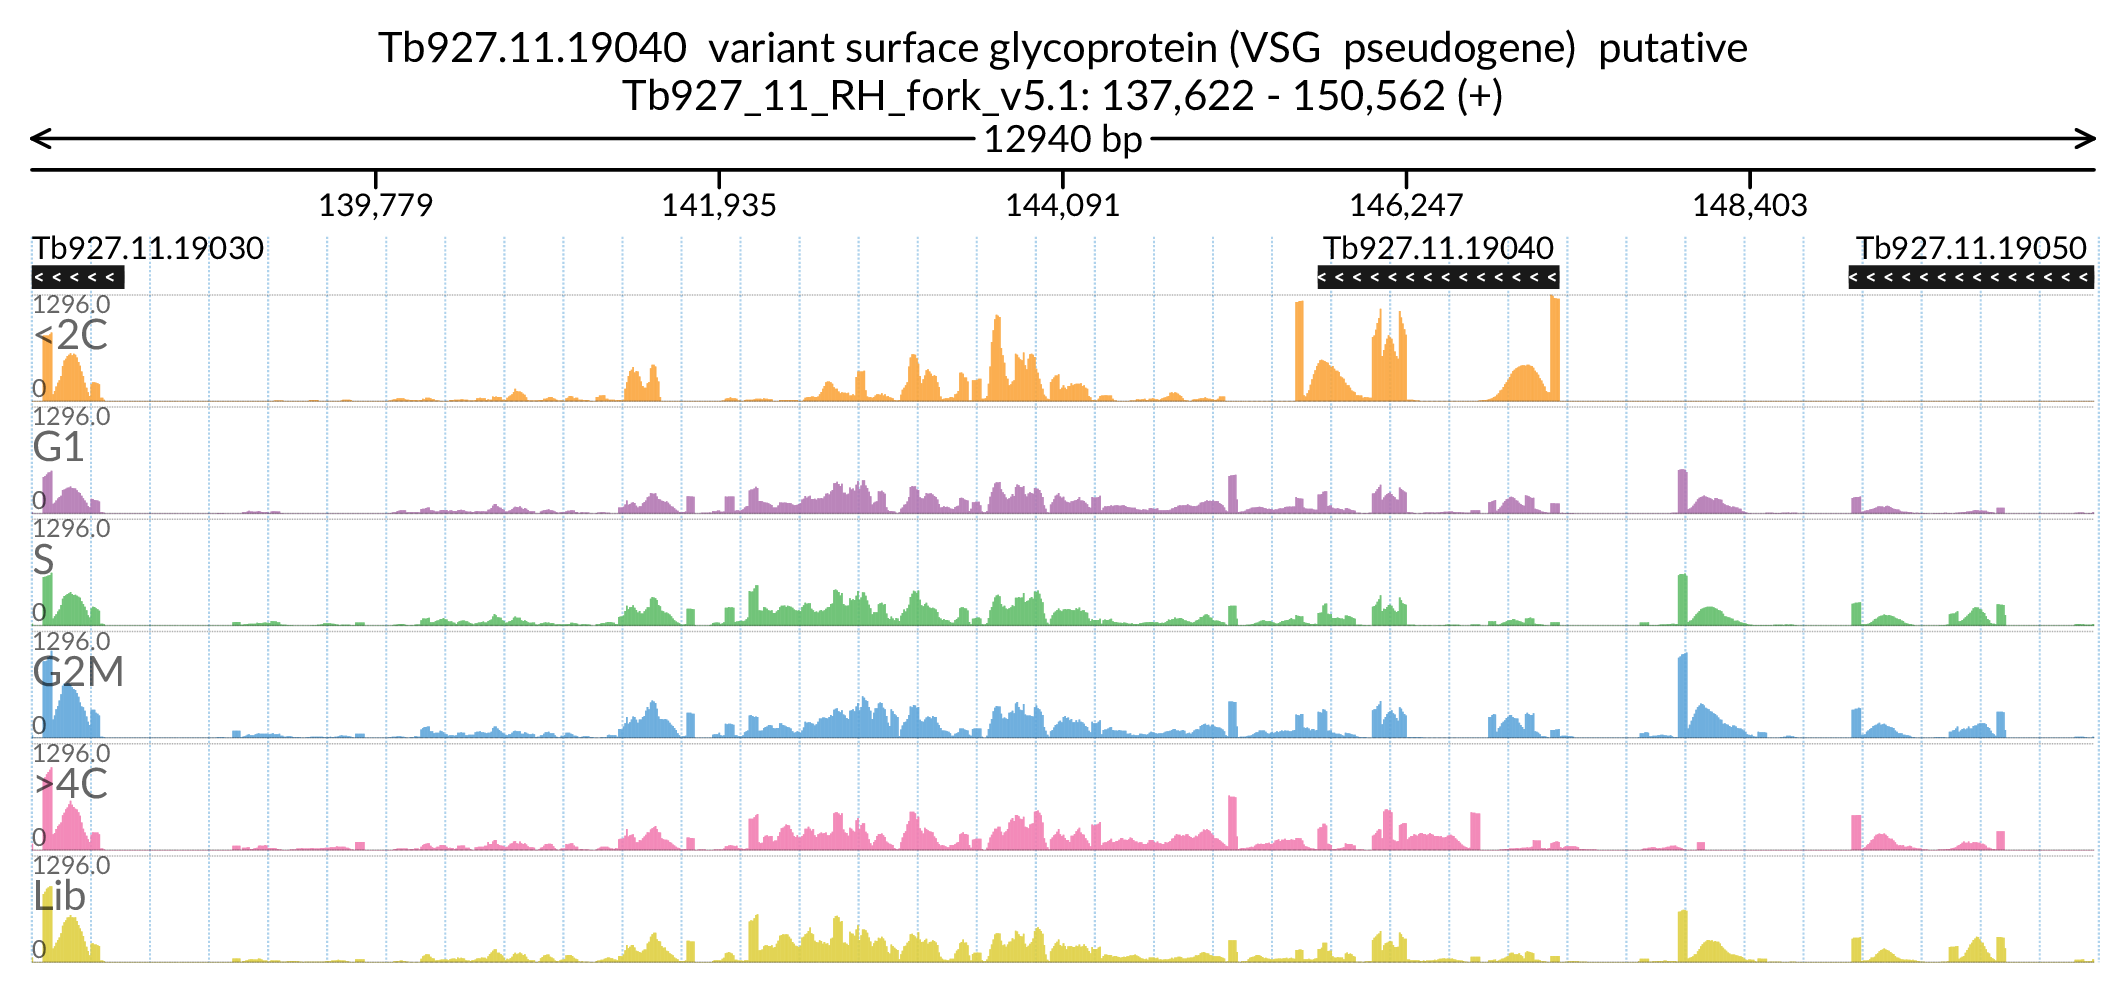 Tb927.11.19040  variant surface glycoprotein (VSG  pseudogene)  putative
Tb927_11_RH_fork_v5.1: 137,622 - 150,562 (+)
12940 bp
139,779 141,935 144,091 146,247 148,403
Tb927.11.19030 Tb927.11.19040 Tb927.11.19050
1296.0
<2C
0
1296.0
G1
0
1296.0
S
0
1296.0
G2M
0
1296.0
>4C
0
1296.0
Lib
0